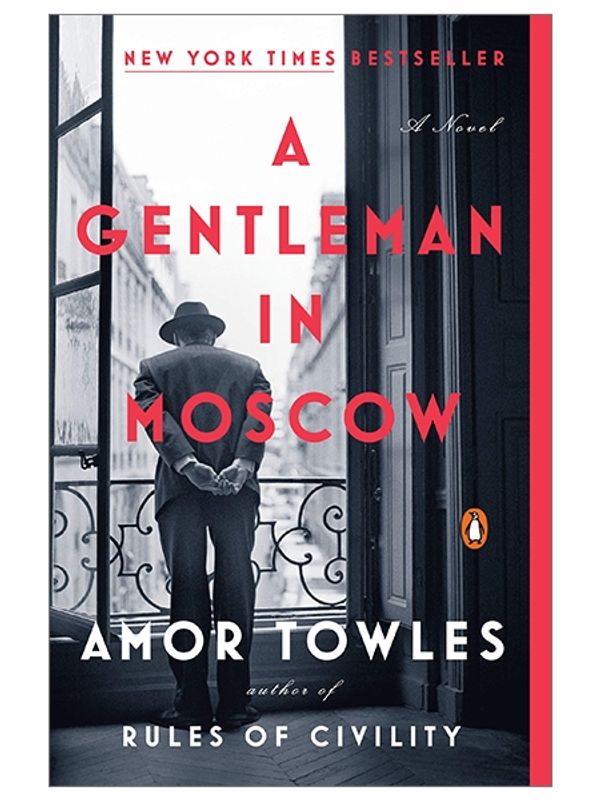 NEW YORK TIMES BESTSELLER
A Novel
A
GENTLEMAN
IN
MOSCOW
AMOR TOWLES
author of
RULES OF CIVILITY